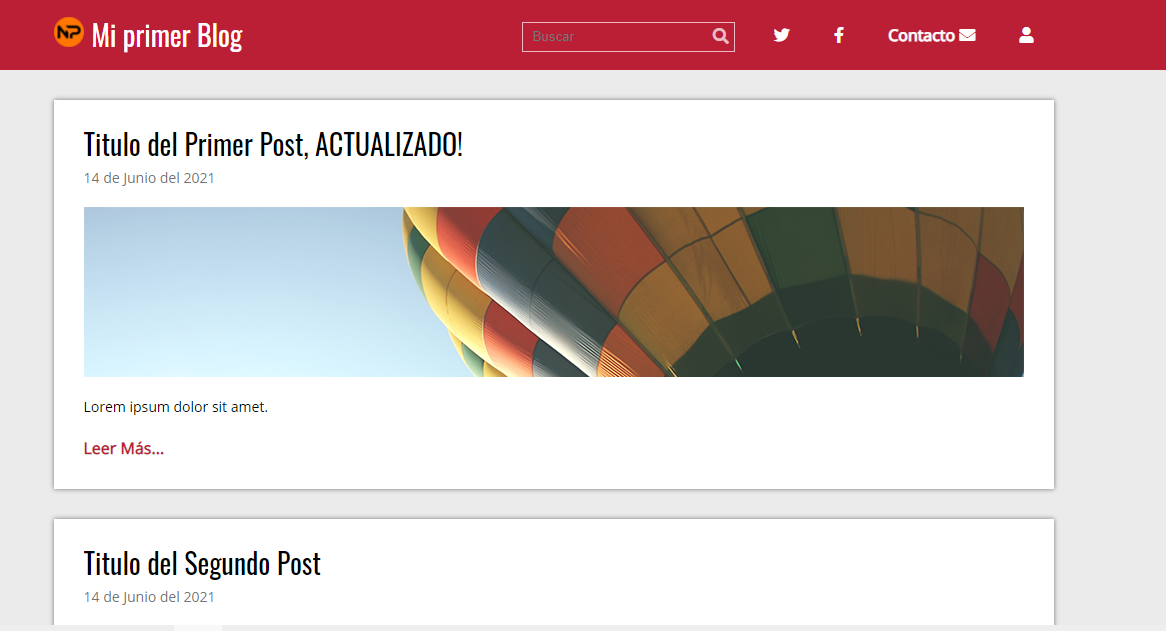 NP Mi primer Blog
Buscar
Contacto
Titulo del Primer Post, ACTUALIZADO!
14 de Junio del 2021
Lorem ipsum dolor sit amet.
Leer Más...
Titulo del Segundo Post
14 de Junio del 2021